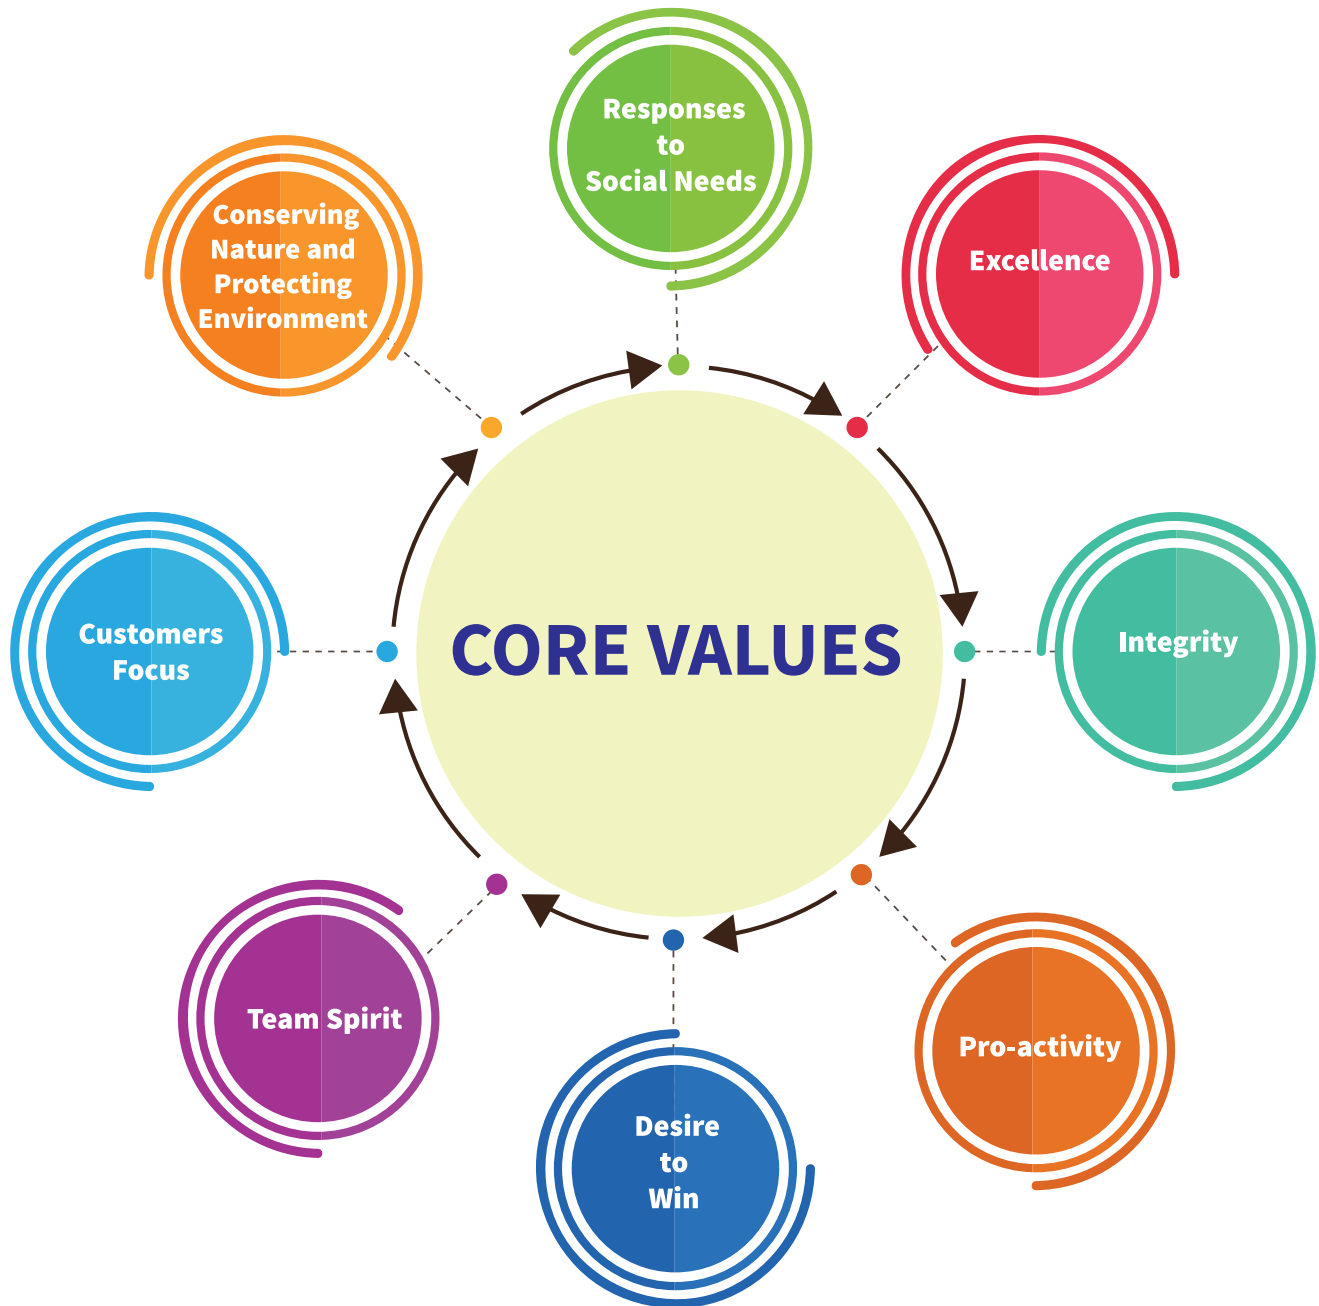 Responses
to
Social Needs
Excellence
Integrity
Pro-activity
Desire
to
Win
Team Spirit
Customers
Focus
Conserving
Nature and
Protecting
Environment
CORE VALUES